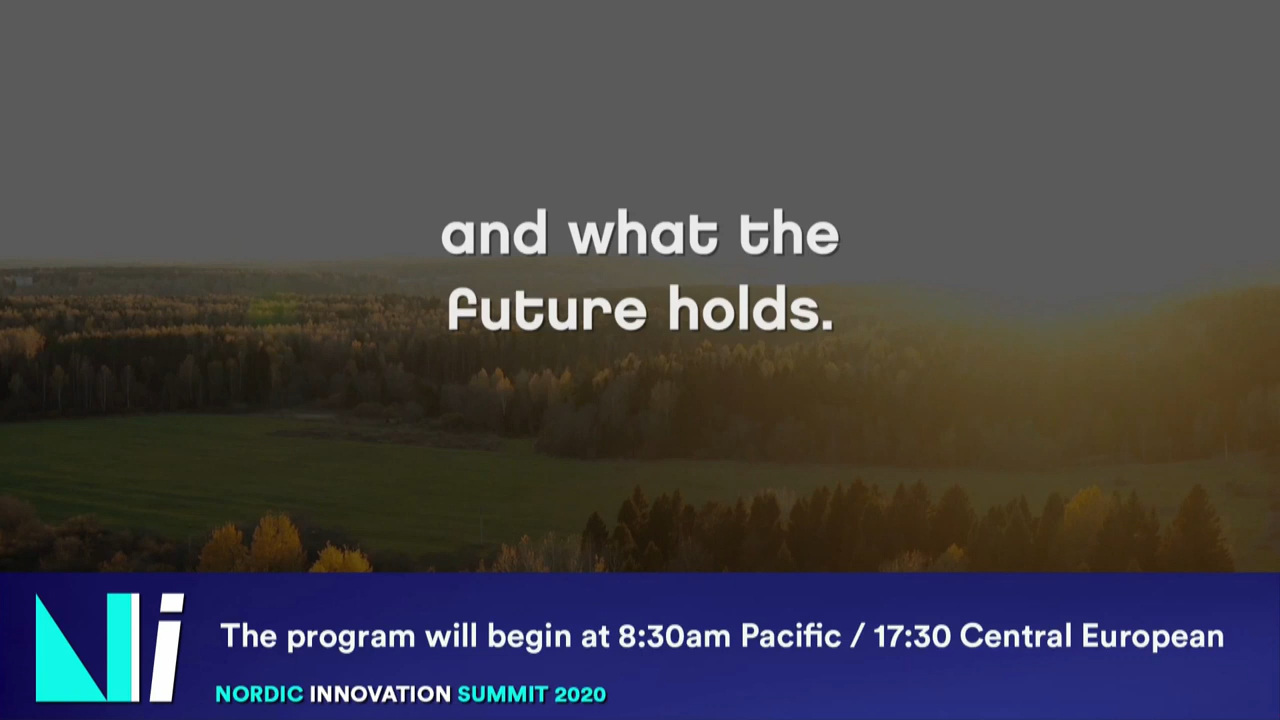 and what the
future holds.
The program will begin at 8:30am Pacific / 17:30 Central European
Ni
NORDIC INNOVATION SUMMIT 2020